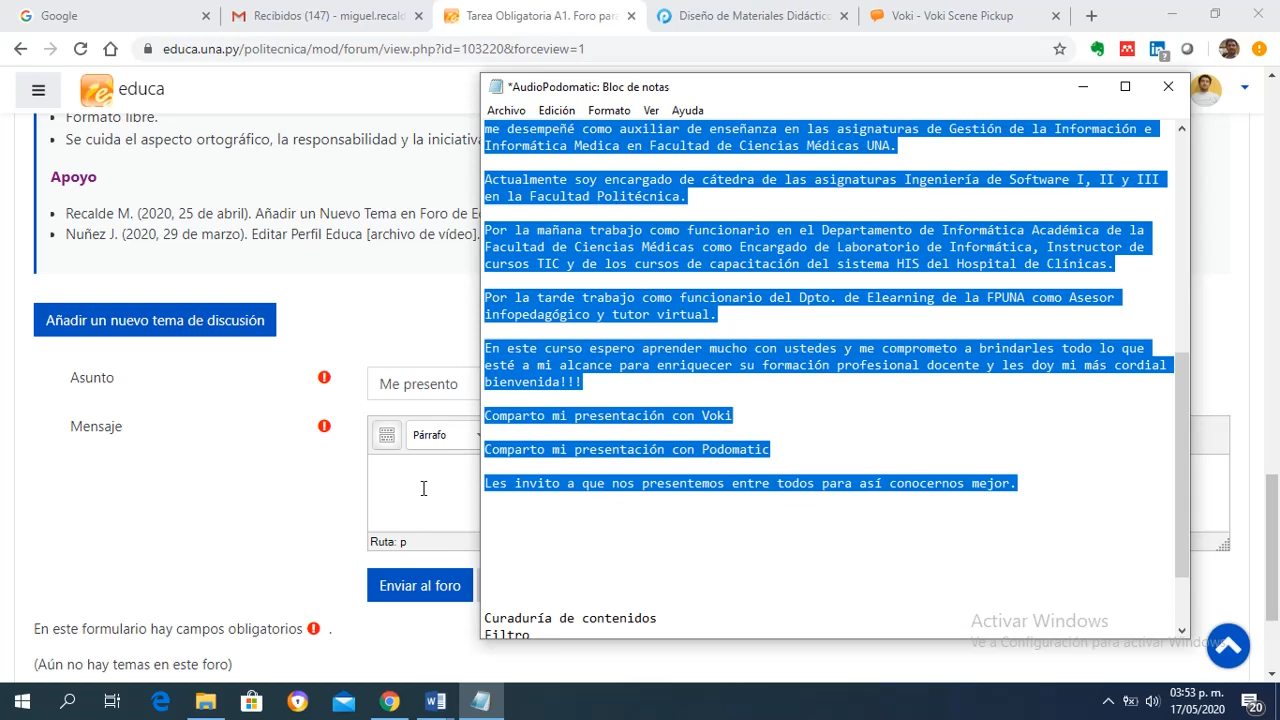 Google
Recibidos (147) - miguel.recald
Tarea Obligatoria A1. Foro para
Diseño de Materiales Didáctic
Voki - Voki Scene Pickup
educa.una.py/politecnica/mod/forum/view.php?id=103220&forceview=1
educa
Formato libre.
Se cuida el aspecto ortográfico, la responsabilidad y la iniciativ
Apoyo
Recalde M. (2020, 25 de abril). Añadir un Nuevo Tema en Foro de E
Nuñez J. (2020, 29 de marzo). Editar Perfil Educa [archivo de vídeo].
Añadir un nuevo tema de discusión
Asunto
Me presento
Mensaje
Párrafo
Ruta: p
Enviar al foro
En este formulario hay campos obligatorios .
(Aún no hay temas en este foro)
*AudioPodomatic: Bloc de notas
Archivo Edición Formato Ver Ayuda
me desempeñé como auxiliar de enseñanza en las asignaturas de Gestión de la Información e
Informática Medica en Facultad de Ciencias Médicas UNA.
Actualmente soy encargado de cátedra de las asignaturas Ingeniería de Software I, II y III
en la Facultad Politécnica.
Por la mañana trabajo como funcionario en el Departamento de Informática Académica de la
Facultad de Ciencias Médicas como Encargado de Laboratorio de Informática, Instructor de
cursos TIC y de los cursos de capacitación del sistema HIS del Hospital de Clínicas.
Por la tarde trabajo como funcionario del Dpto. de Elearning de la FPUNA como Asesor
infopedagógico y tutor virtual.
En este curso espero aprender mucho con ustedes y me comprometo a brindarles todo lo que
esté a mi alcance para enriquecer su formación profesional docente y les doy mi más cordial
bienvenida!!!
Comparto mi presentación con Voki
Comparto mi presentación con Podomatic
Les invito a que nos presentemos entre todos para así conocernos mejor.
Curaduría de contenidos
Filtro
Activar Windows
Ve a Configuración para activar Windows.
03:53 p. m.
17/05/2020
20